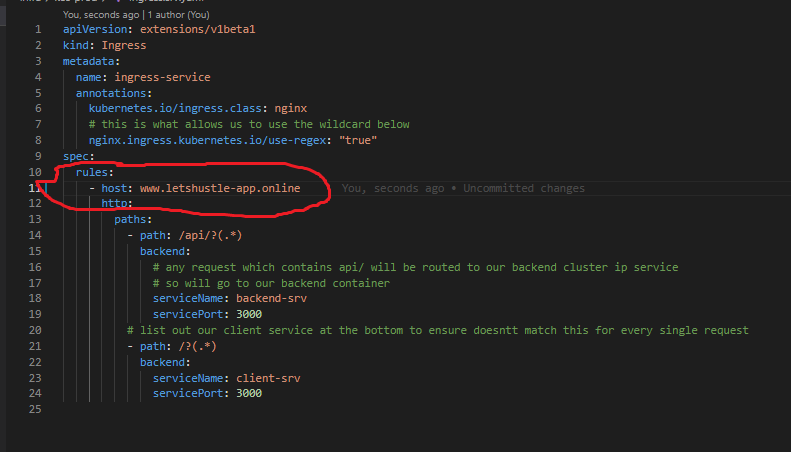 You, seconds ago | 1 author (You)
1 apiVersion: extensions/v1beta1
2 kind: Ingress
3 metadata:
4 name: ingress-service
5 annotations:
6 kubernetes.io/ingress.class: nginx
7 # this is what allows us to use the wildcard below
8 nginx.ingress.kubernetes.io/use-regex: "true"
9 spec:
10 rules:
11 - host: www.letshustle-app.online You, seconds ago • Uncommitted changes
12 http:
13 paths:
14 - path: /api/?(.*)
15 backend:
16 # any request which contains api/ will be routed to our backend cluster ip service
17 # so will go to our backend container
18 serviceName: backend-srv
19 servicePort: 3000
20 # list out our client service at the bottom to ensure doesntt match this for every single request
21 - path: /?(.*)
22 backend:
23 serviceName: client-srv
24 servicePort: 3000
25